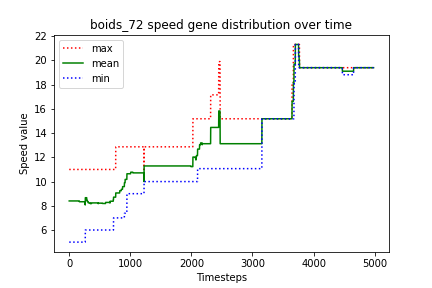 boids_72 speed gene distribution over time
max
mean
min
Speed value
22
20
18
16
14
12
10
8
6
0 1000 2000 3000 4000 5000
Timesteps